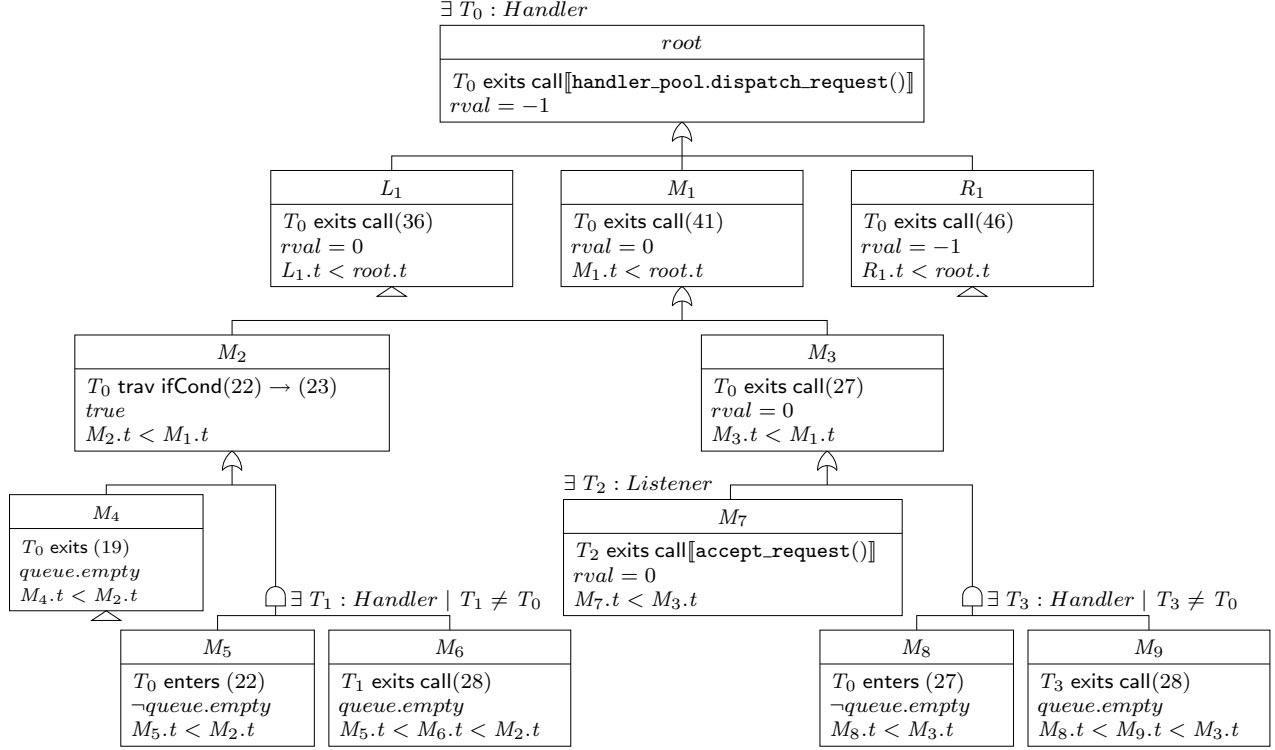 ∃ T₀ : Handler
root
T₀ exits call⟦handler_pool.dispatch_request()⟧
rval = −1
L₁
T₀ exits call(36)
rval = 0
L₁.t < root.t
M₁
T₀ exits call(41)
rval = 0
M₁.t < root.t
R₁
T₀ exits call(46)
rval = −1
R₁.t < root.t
M₂
T₀ trav ifCond(22) → (23)
true
M₂.t < M₁.t
M₃
T₀ exits call(27)
rval = 0
M₃.t < M₁.t
M₄
T₀ exits (19)
queue.empty
M₄.t < M₂.t
∃ T₂ : Listener
M₇
T₂ exits call⟦accept_request()⟧
rval = 0
M₇.t < M₃.t
∃ T₁ : Handler | T₁ ≠ T₀
M₅
T₀ enters (22)
¬queue.empty
M₅.t < M₂.t
M₆
T₁ exits call(28)
queue.empty
M₅.t < M₆.t < M₂.t
∃ T₃ : Handler | T₃ ≠ T₀
M₈
T₀ enters (27)
¬queue.empty
M₈.t < M₃.t
M₉
T₃ exits call(28)
queue.empty
M₈.t < M₉.t < M₃.t